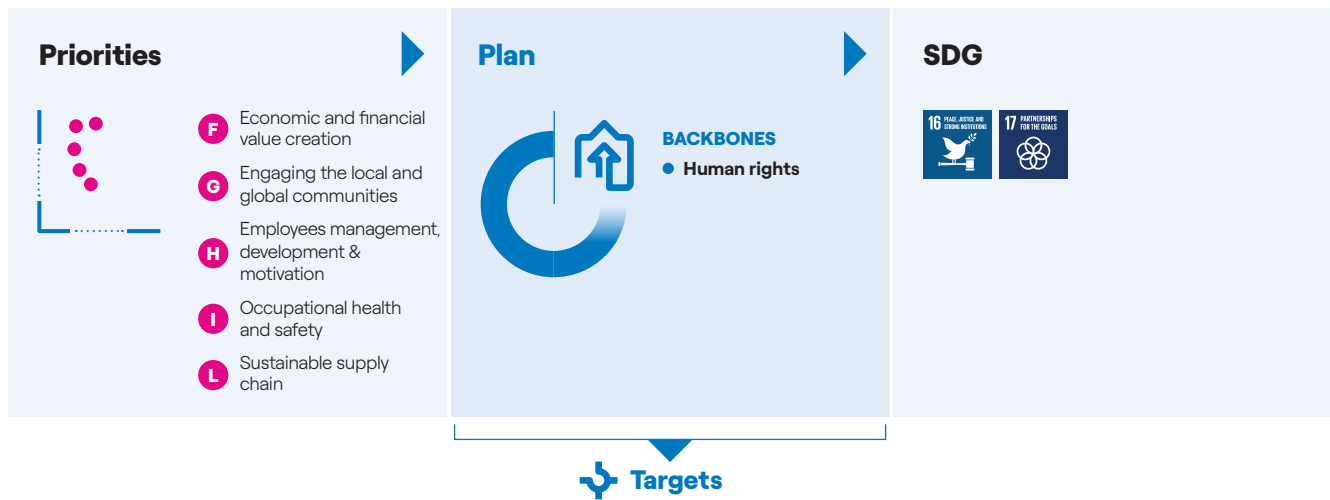 Priorities
F
Economic and financial
value creation
G
Engaging the local and
global communities
H
Employees management,
development &
motivation
I
Occupational health
and safety
L
Sustainable supply
chain
Plan
BACKBONES
Human rights
SDG
16 PEACE, JUSTICE AND
STRONG INSTITUTIONS
17 PARTNERSHIPS
FOR THE GOALS
Targets